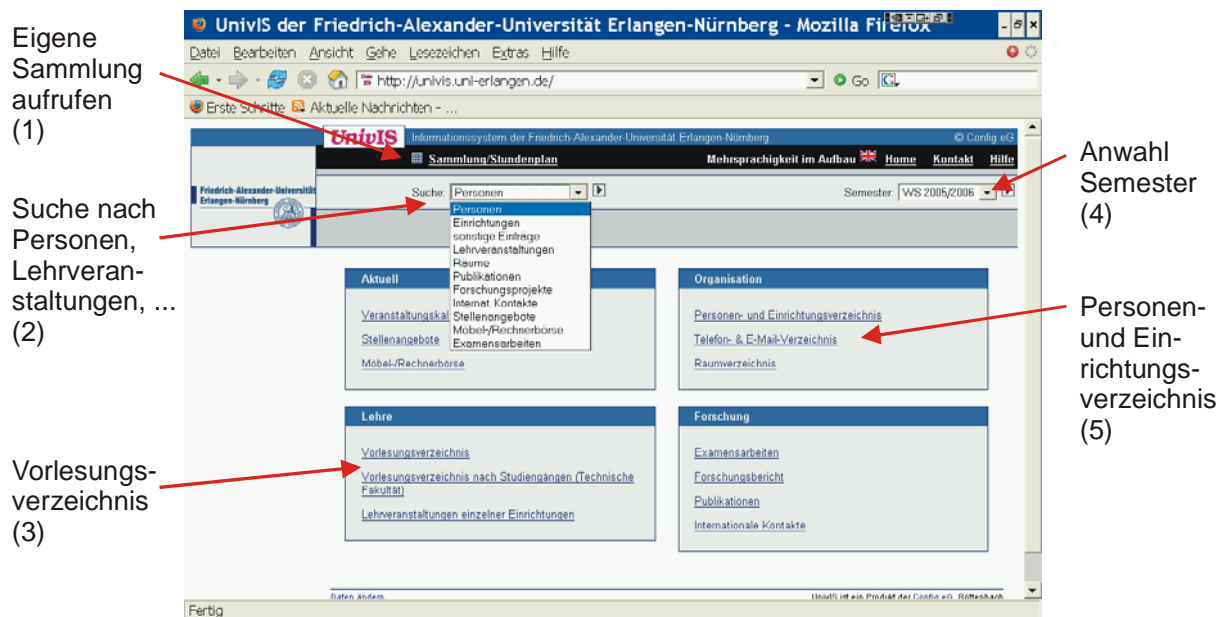 UnivIS der Friedrich-Alexander-Universität Erlangen-Nürnberg - Mozilla Firefox
Datei Bearbeiten Ansicht Gehe Lesezeichen Extras Hilfe
http://univis.uni-erlangen.de/
Go
Erste Schritte Aktuelle Nachrichten - ...
UnivIS Informationssystem der Friedrich-Alexander-Universität Erlangen-Nürnberg © Config eG
Sammlung/Stundenplan Mehrsprachigkeit im Aufbau Home Kontakt Hilfe
Friedrich-Alexander-Universität
Erlangen-Nürnberg
Suche: Personen
Semester: WS 2005/2006
Personen
Einrichtungen
sonstige Einträge
Lehrveranstaltungen
Räume
Publikationen
Forschungsprojekte
Internat. Kontakte
Stellenangebote
Möbel-/Rechnerbörse
Examensarbeiten
Aktuell
Veranstaltungskal
Stellenangebote
Möbel-/Rechnerbörse
Organisation
Personen- und Einrichtungsverzeichnis
Telefon- & E-Mail-Verzeichnis
Raumverzeichnis
Lehre
Vorlesungsverzeichnis
Vorlesungsverzeichnis nach Studiengängen (Technische
Fakultät)
Lehrveranstaltungen einzelner Einrichtungen
Forschung
Examensarbeiten
Forschungsbericht
Publikationen
Internationale Kontakte
Daten ändern
UnivIS ist ein Produkt der Config eG, Röttenbach
Fertig
Eigene
Sammlung
aufrufen
(1)
Suche nach
Personen,
Lehrveran-
staltungen, ...
(2)
Vorlesungs-
verzeichnis
(3)
Anwahl
Semester
(4)
Personen-
und Ein-
richtungs-
verzeichnis
(5)